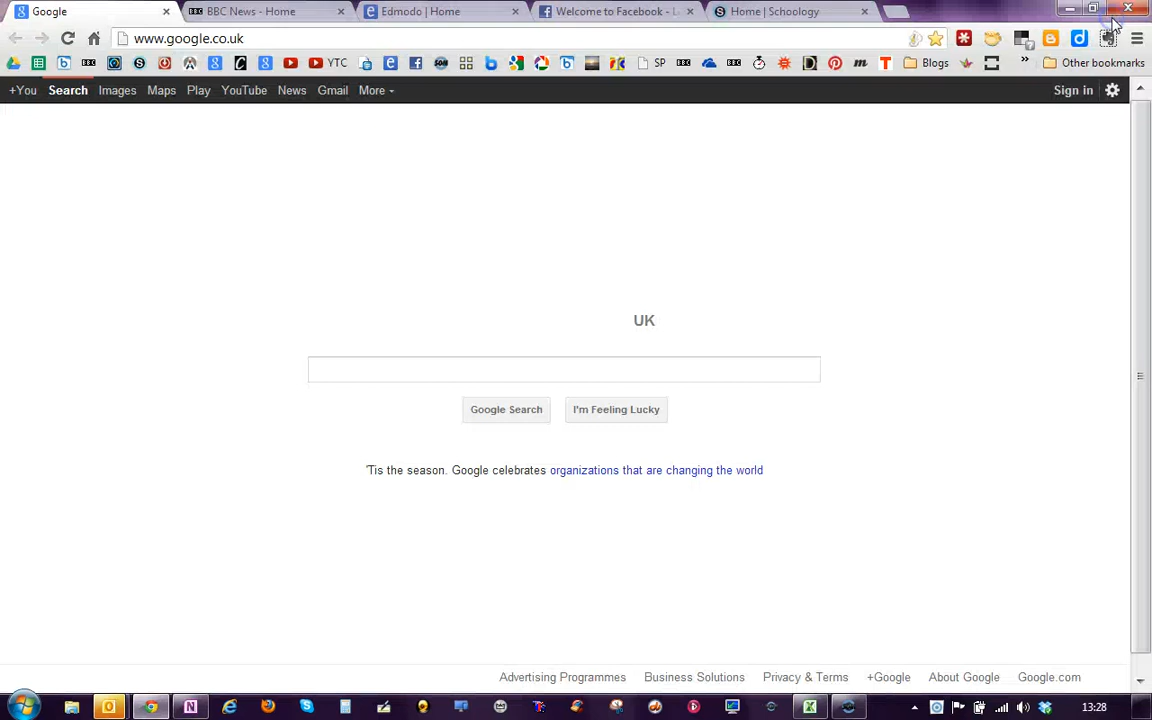 Google
BBC News - Home
Edmodo | Home
Welcome to Facebook - L
Home | Schoology
www.google.co.uk
YTC
SP
Blogs
Other bookmarks
+You Search Images Maps Play YouTube News Gmail More
Sign in
UK
Google Search
I'm Feeling Lucky
'Tis the season. Google celebrates organizations that are changing the world
Advertising Programmes Business Solutions Privacy & Terms +Google About Google Google.com
13:28